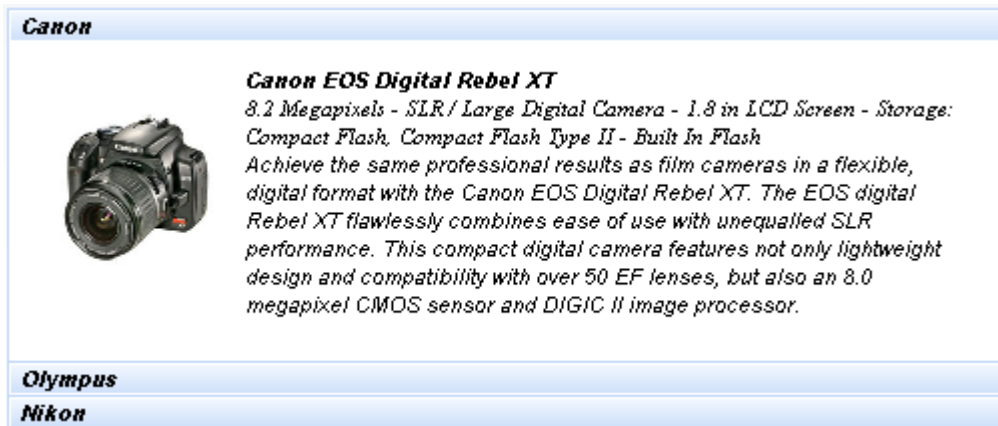 Canon
Canon EOS Digital Rebel XT
8.2 Megapixels - SLR / Large Digital Camera - 1.8 in LCD Screen - Storage:
Compact Flash, Compact Flash Type II - Built In Flash
Achieve the same professional results as film cameras in a flexible,
digital format with the Canon EOS Digital Rebel XT. The EOS digital
Rebel XT flawlessly combines ease of use with unequalled SLR
performance. This compact digital camera features not only lightweight
design and compatibility with over 50 EF lenses, but also an 8.0
megapixel CMOS sensor and DIGIC II image processor.
Olympus
Nikon